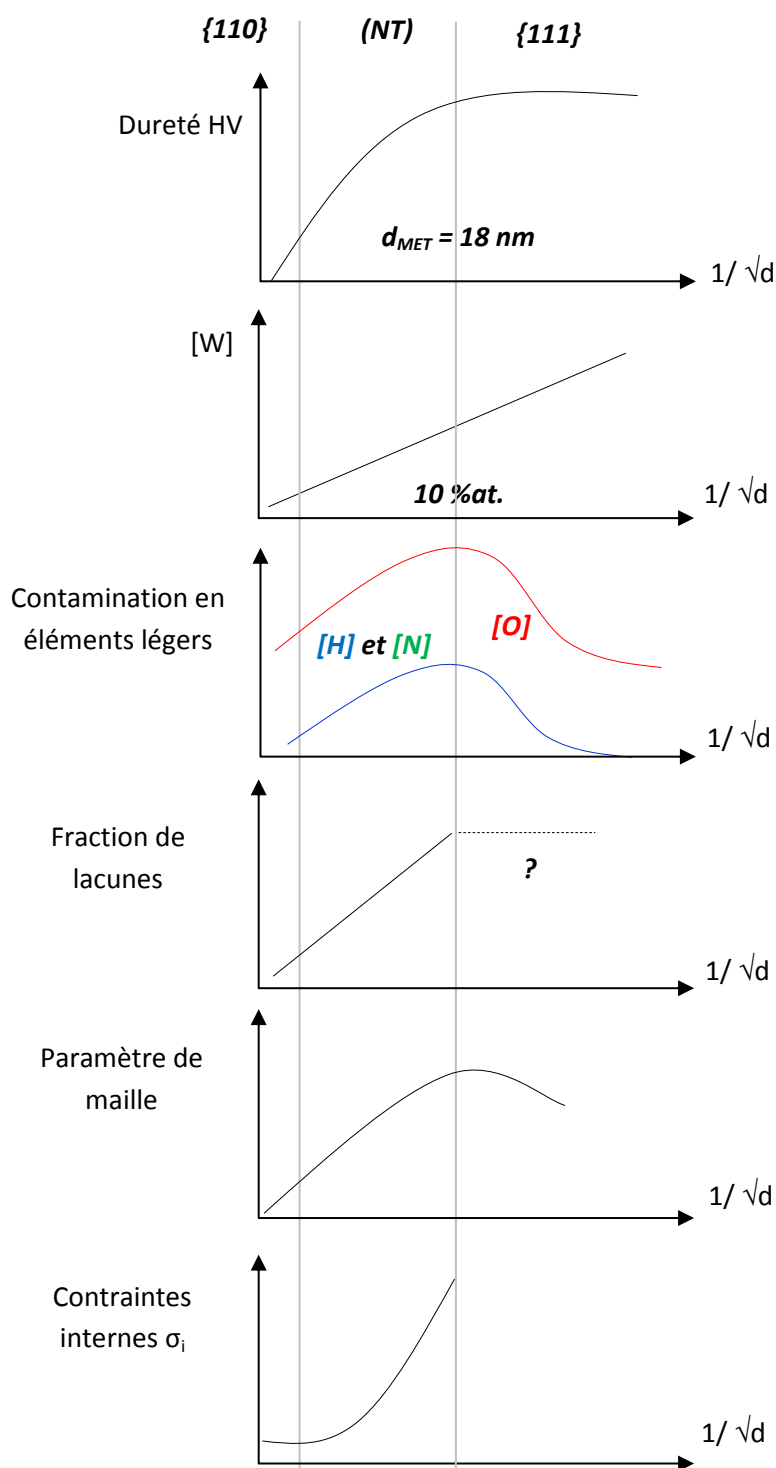 {110} (NT) {111}
Dureté HV
d_MET = 18 nm
1/ √d
[W]
10 %at.
1/ √d
Contamination en
éléments légers
[H] et [N]
[O]
1/ √d
Fraction de
lacunes
?
1/ √d
Paramètre de
maille
1/ √d
Contraintes
internes σi
1/ √d